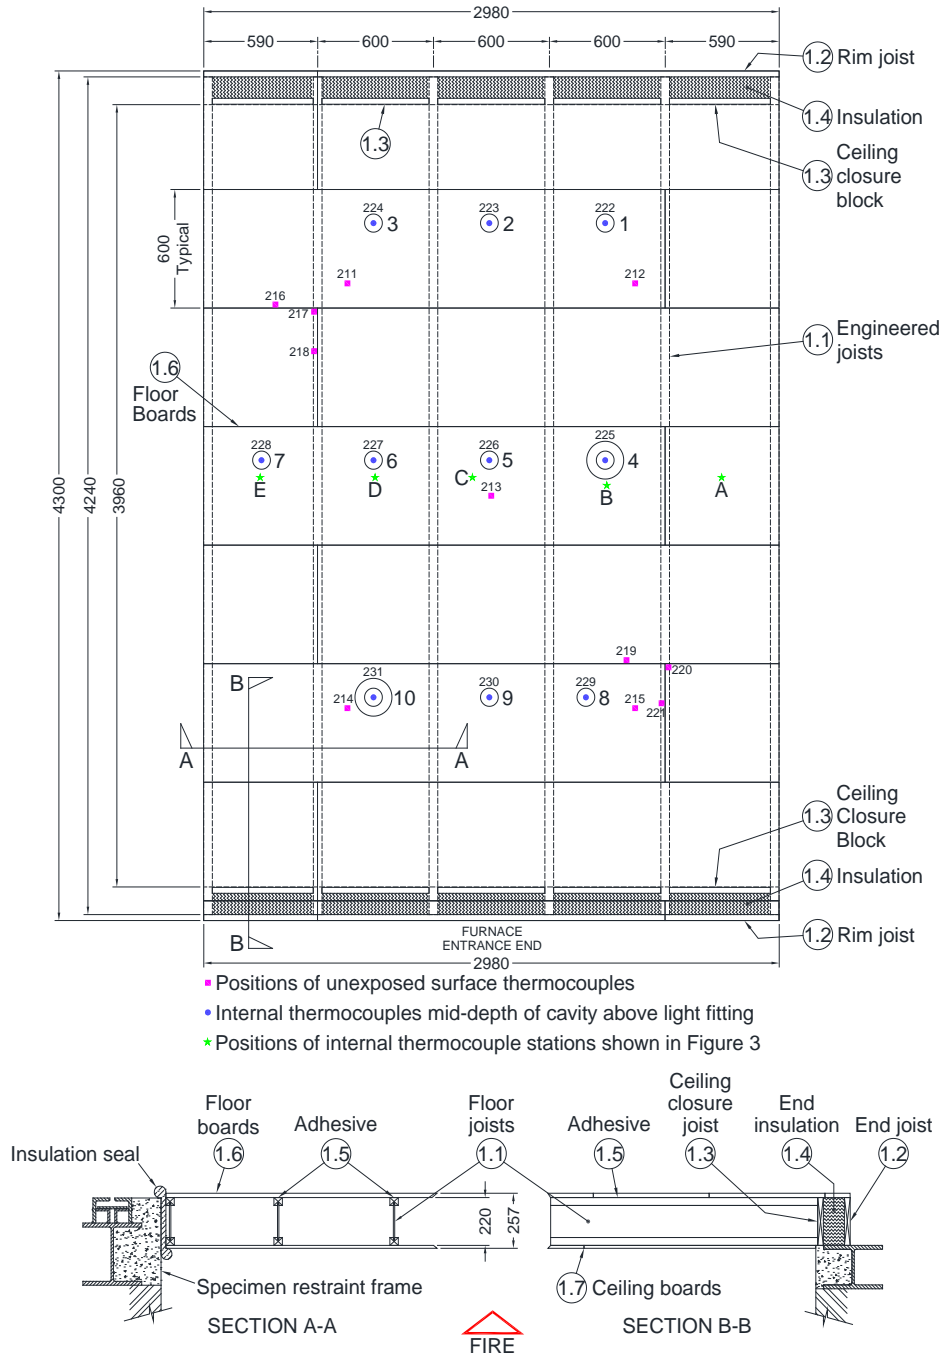 2980
590
600
600
600
590
1.2 Rim joist
1.4 Insulation
1.3
1.3 Ceiling
closure
block
224
3
223
2
222
1
600
Typical
211
212
216
217
218
1.1 Engineered
joists
1.6
Floor
Boards
228
7
227
6
226
5
225
4
E
D
C
213
B
A
4300
4240
3960
219
220
B
231
10
214
230
9
229
8
215
221
A
A
1.3 Ceiling
Closure
Block
1.4 Insulation
B
FURNACE
ENTRANCE END
1.2 Rim joist
2980
Positions of unexposed surface thermocouples
Internal thermocouples mid-depth of cavity above light fitting
Positions of internal thermocouple stations shown in Figure 3
Insulation seal
Floor
boards
1.6
Adhesive
1.5
Floor
joists
1.1
Adhesive
1.5
Ceiling
closure
joist
1.3
End
insulation
1.4
End joist
1.2
220
257
Specimen restraint frame
1.7 Ceiling boards
SECTION A-A
FIRE
SECTION B-B